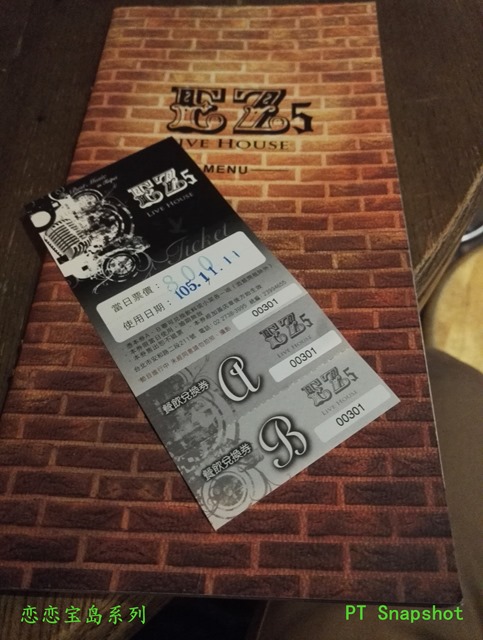 EZ5
LIVE HOUSE
MENU
EZ5
LIVE HOUSE
Ticket
當日票價：800
使用日期：105.11.11
00301
EZ5
LIVE HOUSE
餐飲兌換券 A
00301
EZ5
LIVE HOUSE
餐飲兌換券 B
00301
恋恋宝岛系列
PT Snapshot